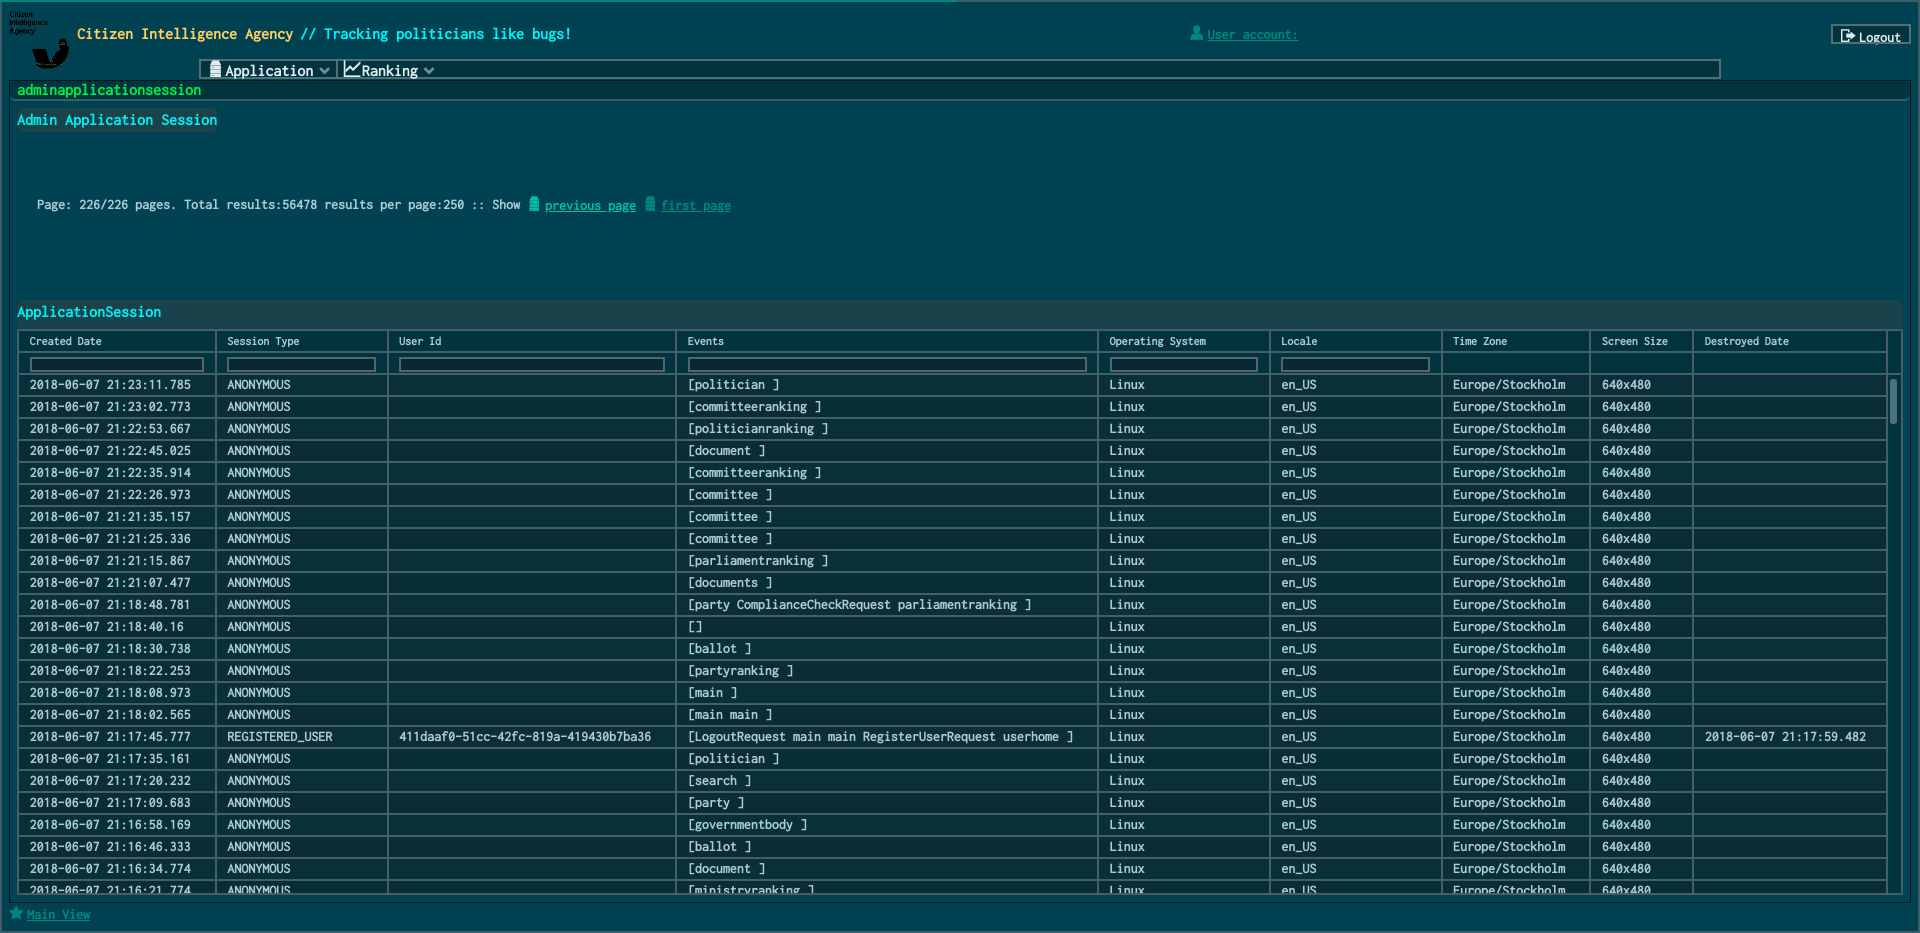 Citizen
Intelligence
Agency
Citizen Intelligence Agency // Tracking politicians like bugs!
User account:
Logout
Application Ranking
adminapplicationsession
Admin Application Session
Page: 226/226 pages. Total results:56478 results per page:250 :: Show previous page first page
ApplicationSession
Created Date Session Type User Id Events Operating System Locale Time Zone Screen Size Destroyed Date
2018-06-07 21:23:11.785 ANONYMOUS [politician ] Linux en_US Europe/Stockholm 640x480
2018-06-07 21:23:02.773 ANONYMOUS [committeeranking ] Linux en_US Europe/Stockholm 640x480
2018-06-07 21:22:53.667 ANONYMOUS [politicianranking ] Linux en_US Europe/Stockholm 640x480
2018-06-07 21:22:45.025 ANONYMOUS [document ] Linux en_US Europe/Stockholm 640x480
2018-06-07 21:22:35.914 ANONYMOUS [committeeranking ] Linux en_US Europe/Stockholm 640x480
2018-06-07 21:22:26.973 ANONYMOUS [committee ] Linux en_US Europe/Stockholm 640x480
2018-06-07 21:21:35.157 ANONYMOUS [committee ] Linux en_US Europe/Stockholm 640x480
2018-06-07 21:21:25.336 ANONYMOUS [committee ] Linux en_US Europe/Stockholm 640x480
2018-06-07 21:21:15.867 ANONYMOUS [parliamentranking ] Linux en_US Europe/Stockholm 640x480
2018-06-07 21:21:07.477 ANONYMOUS [documents ] Linux en_US Europe/Stockholm 640x480
2018-06-07 21:18:48.781 ANONYMOUS [party ComplianceCheckRequest parliamentranking ] Linux en_US Europe/Stockholm 640x480
2018-06-07 21:18:40.16 ANONYMOUS [] Linux en_US Europe/Stockholm 640x480
2018-06-07 21:18:30.738 ANONYMOUS [ballot ] Linux en_US Europe/Stockholm 640x480
2018-06-07 21:18:22.253 ANONYMOUS [partyranking ] Linux en_US Europe/Stockholm 640x480
2018-06-07 21:18:08.973 ANONYMOUS [main ] Linux en_US Europe/Stockholm 640x480
2018-06-07 21:18:02.565 ANONYMOUS [main main ] Linux en_US Europe/Stockholm 640x480
2018-06-07 21:17:45.777 REGISTERED_USER 411daaf0-51cc-42fc-819a-419430b7ba36 [LogoutRequest main main RegisterUserRequest userhome ] Linux en_US Europe/Stockholm 640x480 2018-06-07 21:17:59.482
2018-06-07 21:17:35.161 ANONYMOUS [politician ] Linux en_US Europe/Stockholm 640x480
2018-06-07 21:17:20.232 ANONYMOUS [search ] Linux en_US Europe/Stockholm 640x480
2018-06-07 21:17:09.683 ANONYMOUS [party ] Linux en_US Europe/Stockholm 640x480
2018-06-07 21:16:58.169 ANONYMOUS [governmentbody ] Linux en_US Europe/Stockholm 640x480
2018-06-07 21:16:46.333 ANONYMOUS [ballot ] Linux en_US Europe/Stockholm 640x480
2018-06-07 21:16:34.774 ANONYMOUS [document ] Linux en_US Europe/Stockholm 640x480
2018-06-07 21:16:21.774 ANONYMOUS [ministryranking ] Linux en_US Europe/Stockholm 640x480
Main View